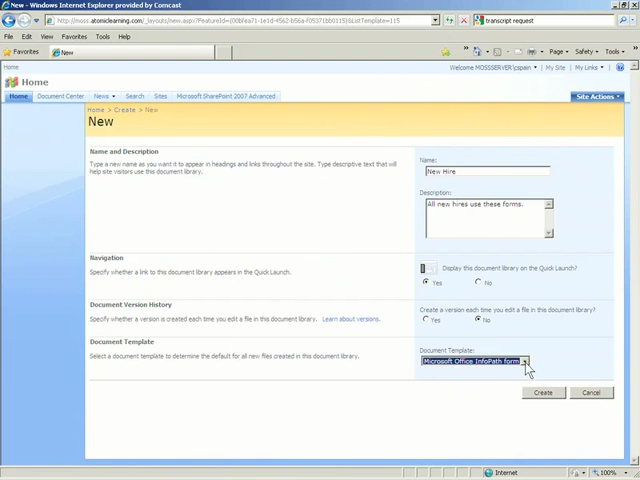 New - Windows Internet Explorer provided by Comcast
transcript request
File Edit View Favorites Tools Help
Favorites New Page Safety Tools
Home Welcome MOSSSERVER\cspain My Site My Links
Home
Home Document Center News Search Sites Microsoft SharePoint 2007 Advanced Site Actions
Home > Create > New
New
Name and Description
Type a new name as you want it to appear in headings and links throughout the site. Type descriptive text that will
help site visitors use this document library.
Name:
New Hire
Description:
All new hires use these forms.
Navigation
Specify whether a link to this document library appears in the Quick Launch.
Display this document library on the Quick Launch?
Yes No
Document Version History
Specify whether a version is created each time you edit a file in this document library. Learn about versions.
Create a version each time you edit a file in this document library?
Yes No
Document Template
Select a document template to determine the default for all new files created in this document library.
Document Template:
Microsoft Office InfoPath form
Create Cancel
Internet 100%